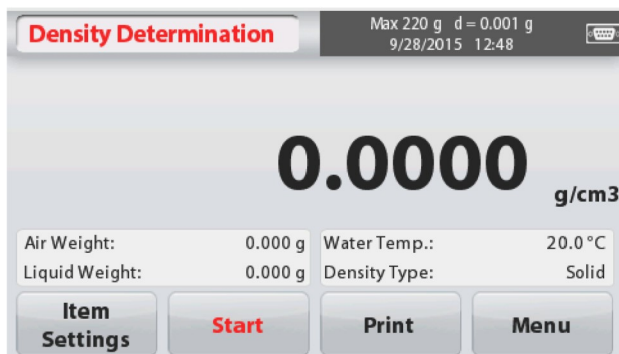 Density Determination
Max 220 g d = 0.001 g
9/28/2015 12:48
0.0000
g/cm3
Air Weight: 0.000 g
Liquid Weight: 0.000 g
Water Temp.: 20.0 °C
Density Type: Solid
Item
Settings
Start
Print
Menu